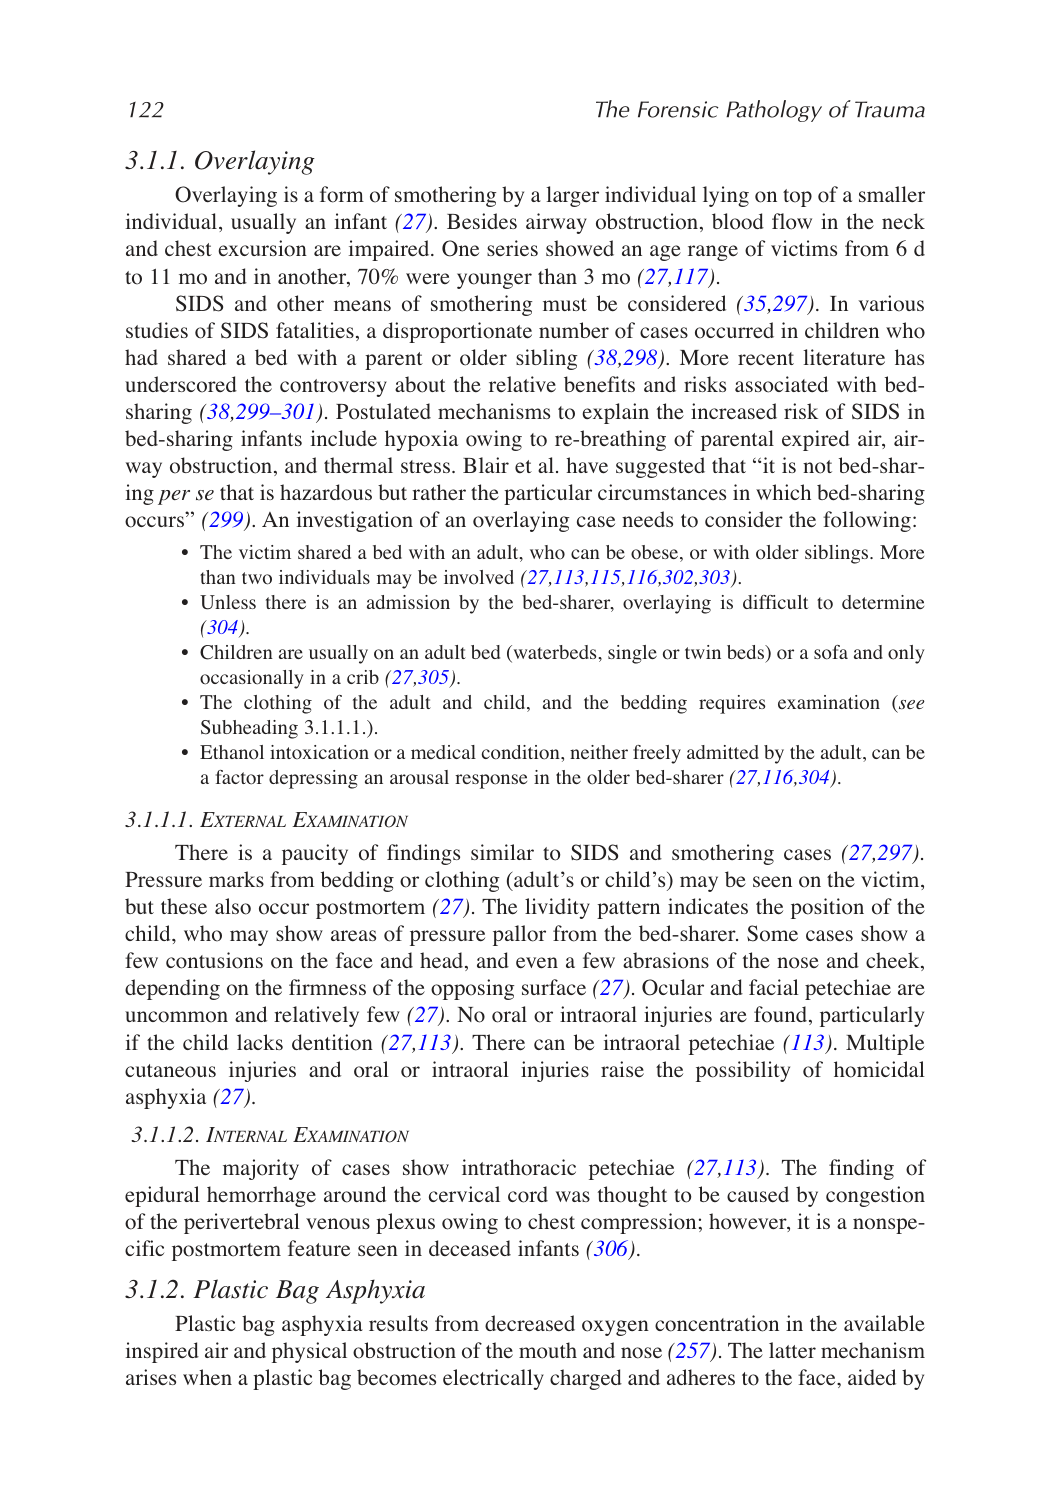 122 The Forensic Pathology of Trauma
3.1.1. Overlaying
Overlaying is a form of smothering by a larger individual lying on top of a smaller
individual, usually an infant (27). Besides airway obstruction, blood flow in the neck
and chest excursion are impaired. One series showed an age range of victims from 6 d
to 11 mo and in another, 70% were younger than 3 mo (27,117).
SIDS and other means of smothering must be considered (35,297). In various
studies of SIDS fatalities, a disproportionate number of cases occurred in children who
had shared a bed with a parent or older sibling (38,298). More recent literature has
underscored the controversy about the relative benefits and risks associated with bed-
sharing (38,299–301). Postulated mechanisms to explain the increased risk of SIDS in
bed-sharing infants include hypoxia owing to re-breathing of parental expired air, air-
way obstruction, and thermal stress. Blair et al. have suggested that “it is not bed-shar-
ing per se that is hazardous but rather the particular circumstances in which bed-sharing
occurs” (299). An investigation of an overlaying case needs to consider the following:
• The victim shared a bed with an adult, who can be obese, or with older siblings. More
than two individuals may be involved (27,113,115,116,302,303).
• Unless there is an admission by the bed-sharer, overlaying is difficult to determine
(304).
• Children are usually on an adult bed (waterbeds, single or twin beds) or a sofa and only
occasionally in a crib (27,305).
• The clothing of the adult and child, and the bedding requires examination (see
Subheading 3.1.1.1.).
• Ethanol intoxication or a medical condition, neither freely admitted by the adult, can be
a factor depressing an arousal response in the older bed-sharer (27,116,304).
3.1.1.1. EXTERNAL EXAMINATION
There is a paucity of findings similar to SIDS and smothering cases (27,297).
Pressure marks from bedding or clothing (adult’s or child’s) may be seen on the victim,
but these also occur postmortem (27). The lividity pattern indicates the position of the
child, who may show areas of pressure pallor from the bed-sharer. Some cases show a
few contusions on the face and head, and even a few abrasions of the nose and cheek,
depending on the firmness of the opposing surface (27). Ocular and facial petechiae are
uncommon and relatively few (27). No oral or intraoral injuries are found, particularly
if the child lacks dentition (27,113). There can be intraoral petechiae (113). Multiple
cutaneous injuries and oral or intraoral injuries raise the possibility of homicidal
asphyxia (27).
3.1.1.2. INTERNAL EXAMINATION
The majority of cases show intrathoracic petechiae (27,113). The finding of
epidural hemorrhage around the cervical cord was thought to be caused by congestion
of the perivertebral venous plexus owing to chest compression; however, it is a nonspe-
cific postmortem feature seen in deceased infants (306).
3.1.2. Plastic Bag Asphyxia
Plastic bag asphyxia results from decreased oxygen concentration in the available
inspired air and physical obstruction of the mouth and nose (257). The latter mechanism
arises when a plastic bag becomes electrically charged and adheres to the face, aided by